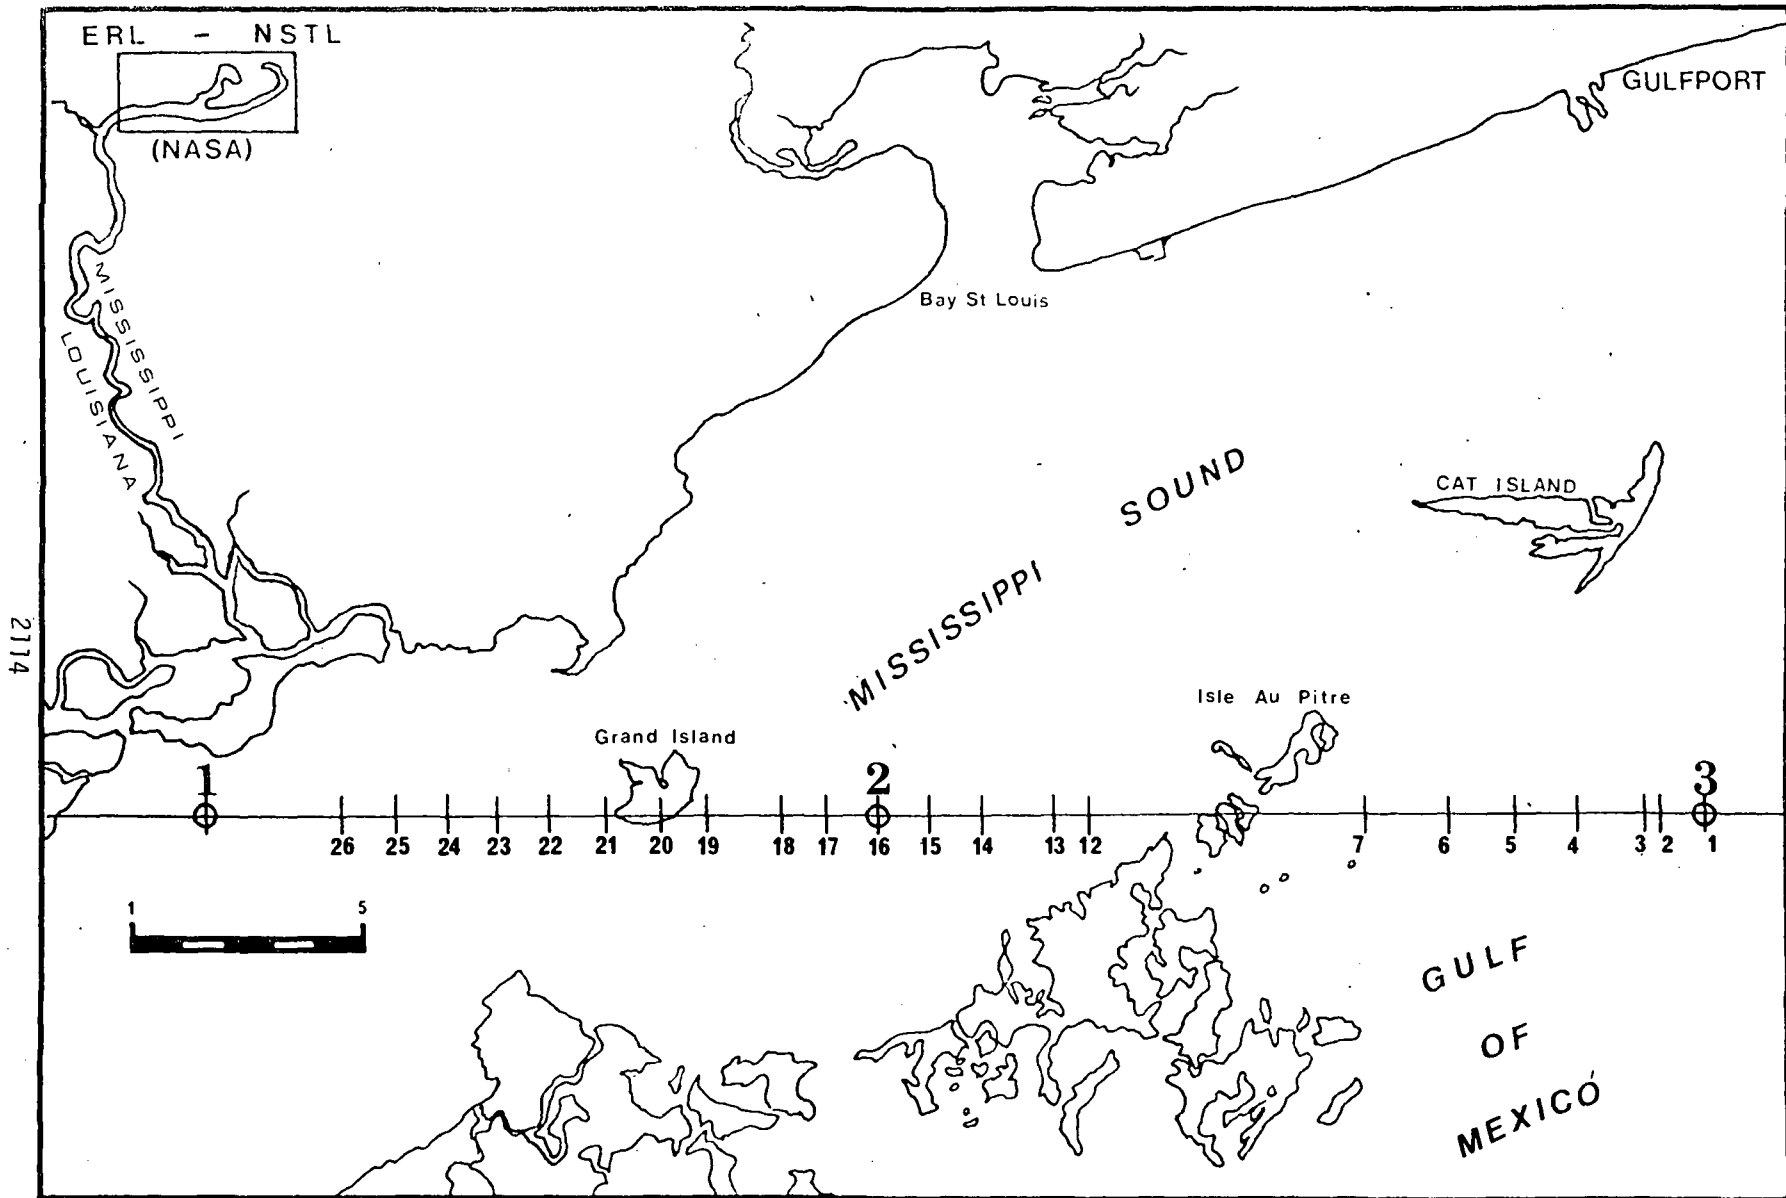 ERL - NSTL
(NASA)
GULFPORT
MISSISSIPPI
LOUISIANA
Bay St Louis
SOUND
MISSISSIPPI
CAT ISLAND
Isle Au Pitre
Grand Island
1
2
3
26 25 24 23 22 21 20 19 18 17 16 15 14 13 12 7 6 5 4 3 2 1
1 5
GULF
OF
MEXICO
2114